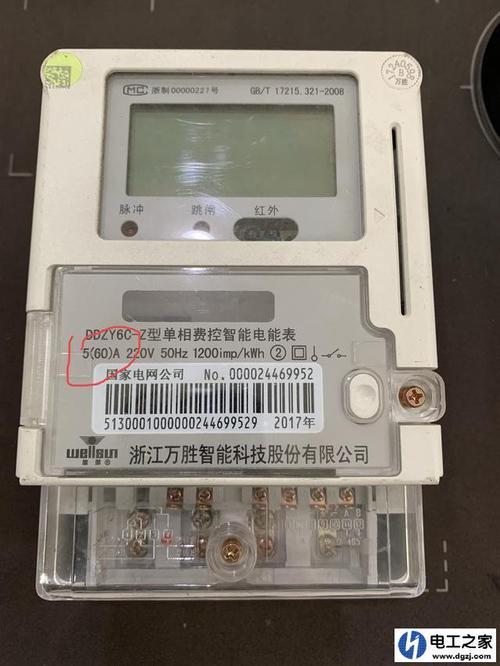 MC 浙制00000227号 GB/T 17215.321-2008
脉冲 跳闸 红外
DDZY6C-Z型单相费控智能电能表
5(60)A 220V 50Hz 1200imp/kWh ②
国家电网公司 No.000024469952
5130001000000244699529 2017年
wellsun 浙江万胜智能科技股份有限公司
电工之家
www.dgzj.com